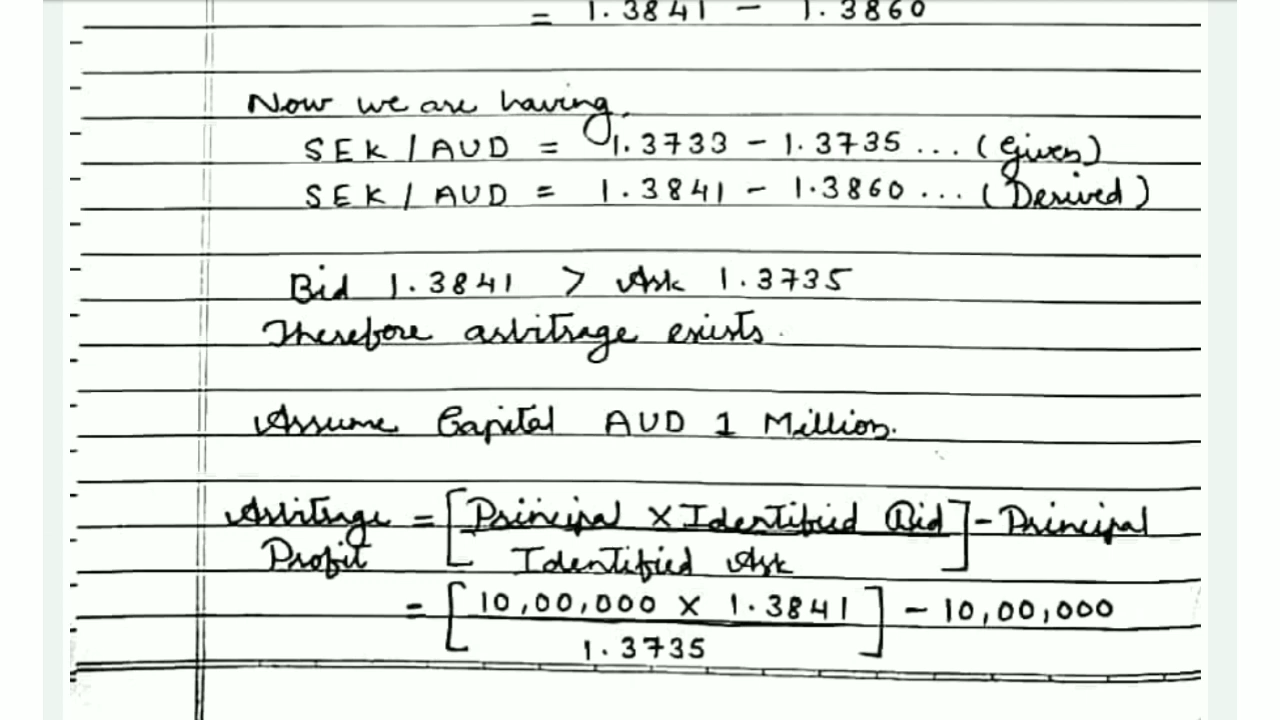 = 1.3841 - 1.3860
Now we are having,
SEK / AUD = 1.3733 - 1.3735 ... (Given)
SEK / AUD = 1.3841 - 1.3860 ... (Derived)
Bid 1.3841 > Ask 1.3735
Therefore arbitrage exists.
Assume Capital AUD 1 Million.
Arbitrage = [Principal X Identified Bid] - Principal
Profit Identified Ask
= [10,00,000 X 1.3841] - 10,00,000
1.3735